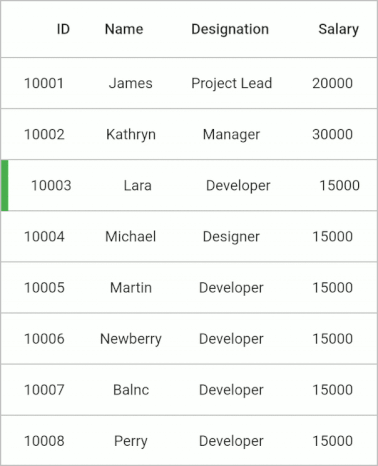 ID Name Designation Salary
10001 James Project Lead 20000
10002 Kathryn Manager 30000
10003 Lara Developer 15000
10004 Michael Designer 15000
10005 Martin Developer 15000
10006 Newberry Developer 15000
10007 Balnc Developer 15000
10008 Perry Developer 15000